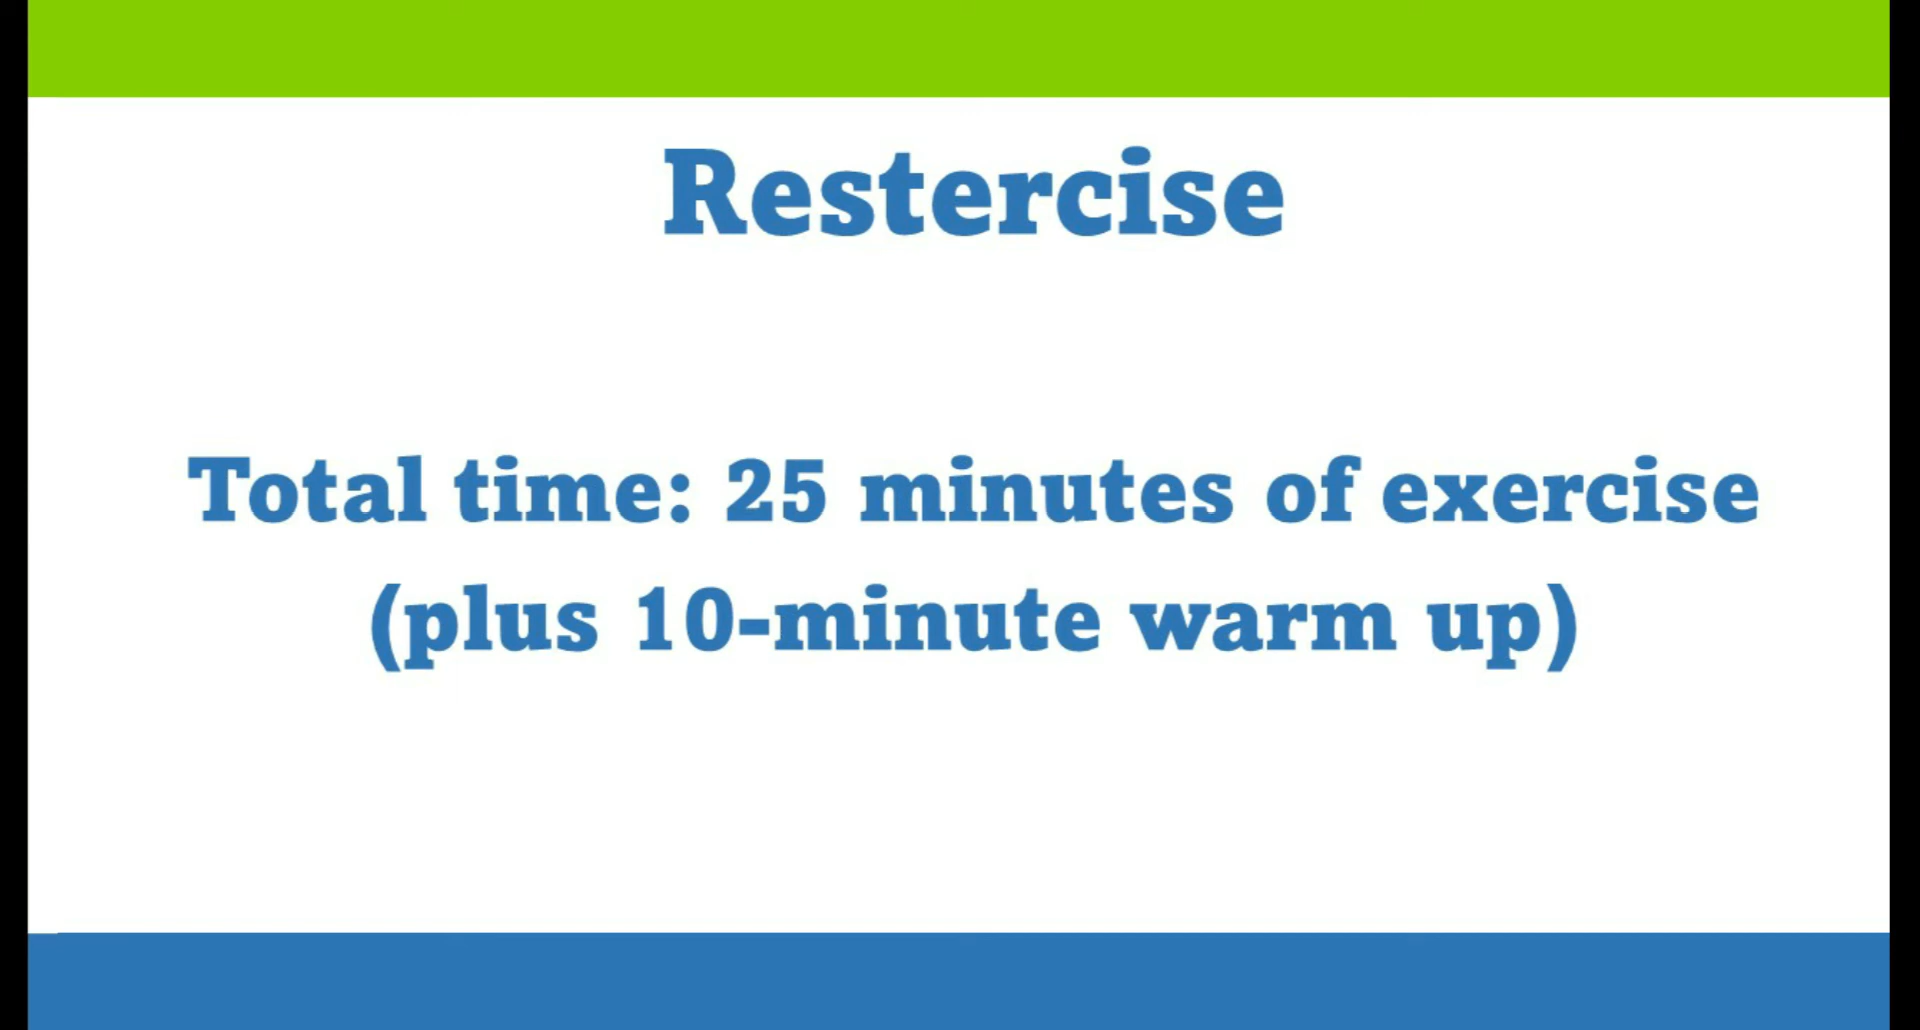 Restercise
Total time: 25 minutes of exercise
(plus 10-minute warm up)